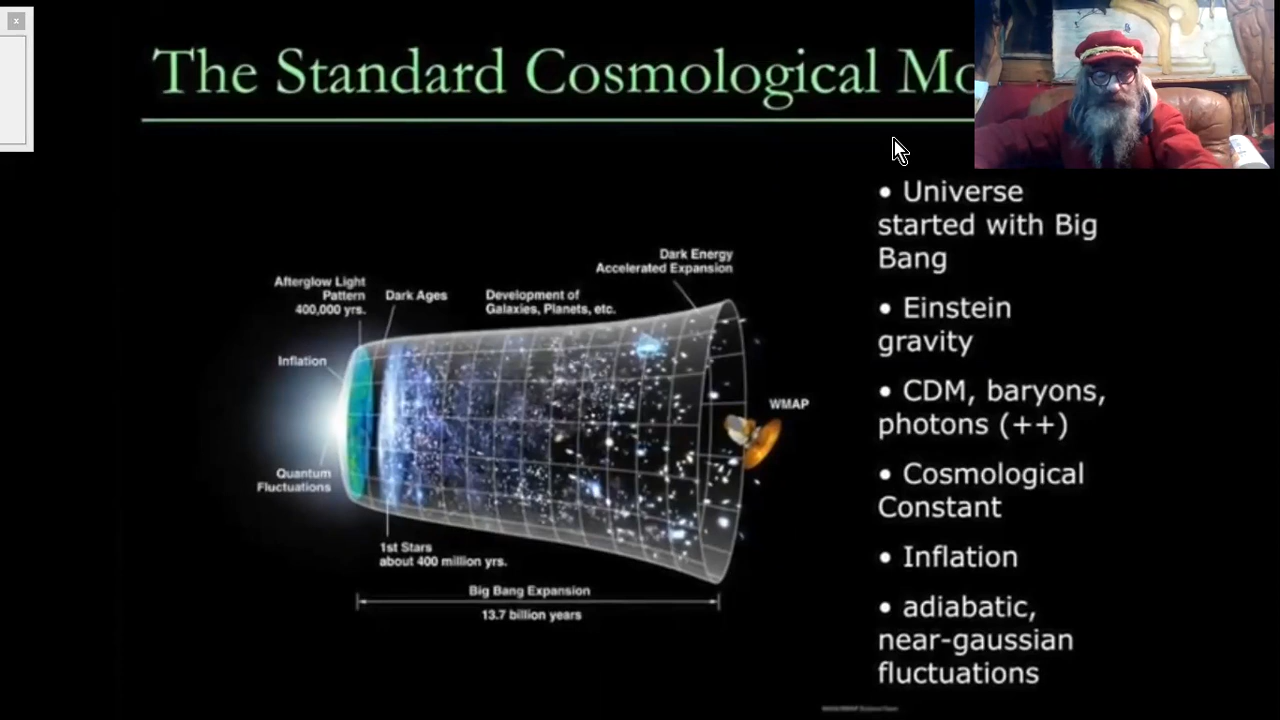 The Standard Cosmological Mo
Dark Energy
Accelerated Expansion
Afterglow Light
Pattern
400,000 yrs.
Dark Ages
Development of
Galaxies, Planets, etc.
Inflation
WMAP
Quantum
Fluctuations
1st Stars
about 400 million yrs.
Big Bang Expansion
13.7 billion years
• Universe
started with Big
Bang
• Einstein
gravity
• CDM, baryons,
photons (++)
• Cosmological
Constant
• Inflation
• adiabatic,
near-gaussian
fluctuations